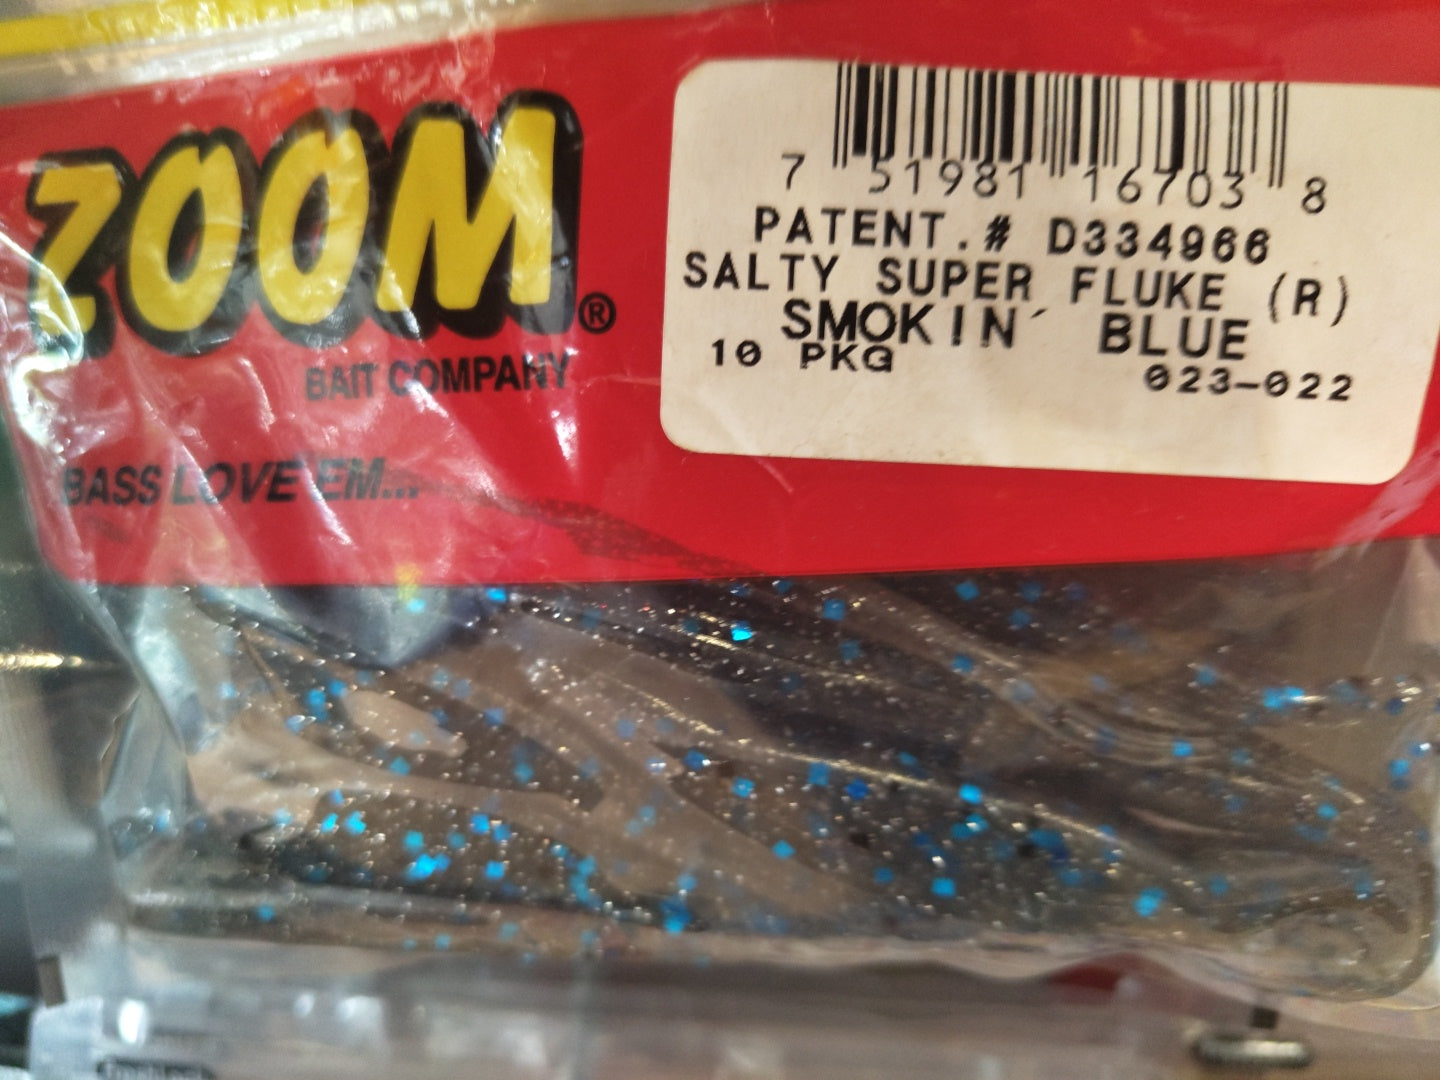 ZOOM®
BAIT COMPANY
BASS LOVE 'EM...
7 51981 16703 8
PATENT.# D334966
SALTY SUPER FLUKE (R)
SMOKIN´ BLUE
10 PKG
023-022